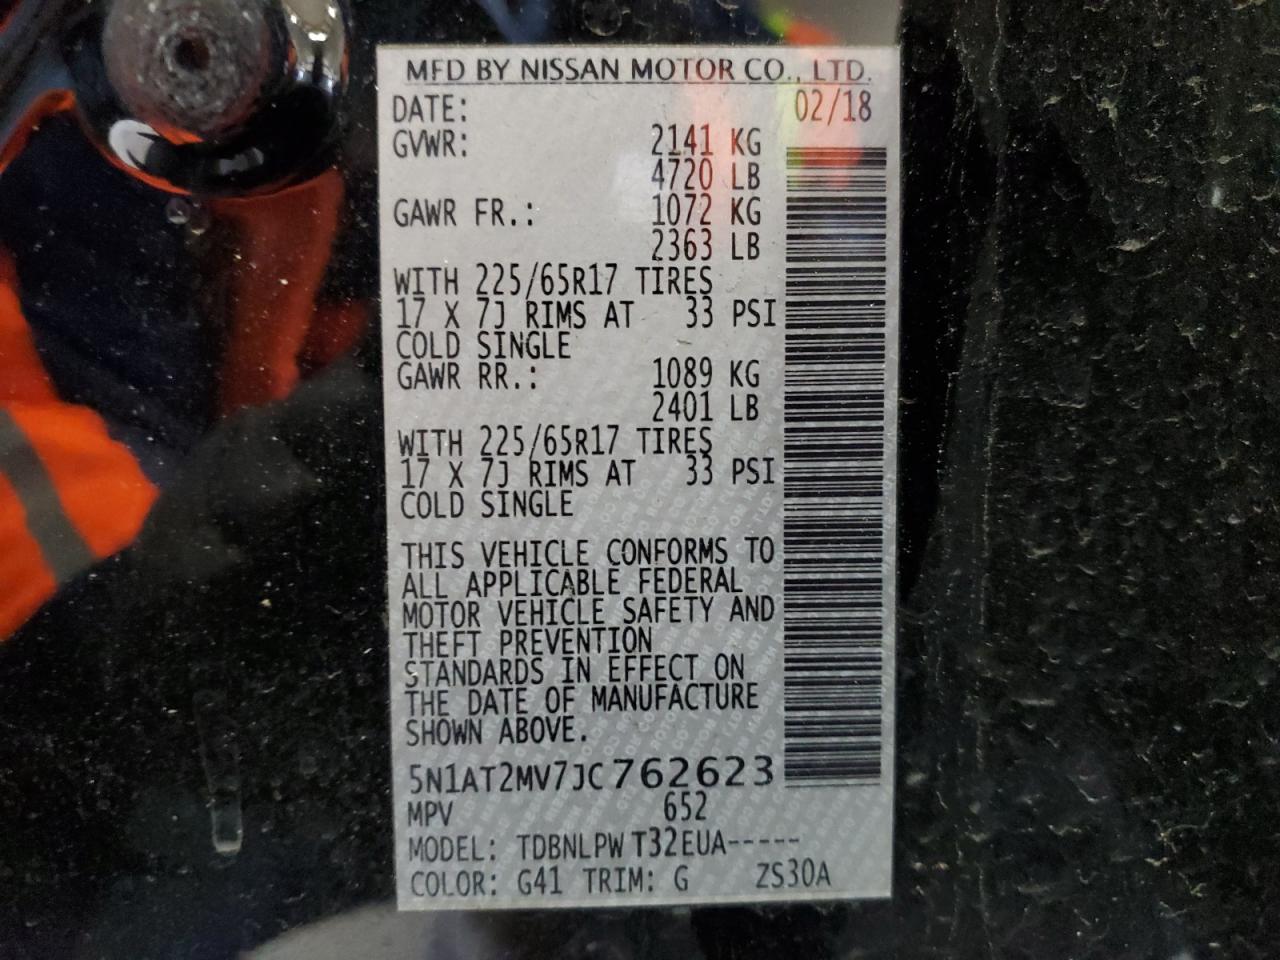 MFD BY NISSAN MOTOR CO., LTD.
DATE: 02/18
GVWR: 2141 KG
4720 LB
GAWR FR.: 1072 KG
2363 LB
WITH 225/65R17 TIRES
17 X 7J RIMS AT 33 PSI
COLD SINGLE
GAWR RR.: 1089 KG
2401 LB
WITH 225/65R17 TIRES
17 X 7J RIMS AT 33 PSI
COLD SINGLE
THIS VEHICLE CONFORMS TO
ALL APPLICABLE FEDERAL
MOTOR VEHICLE SAFETY AND
THEFT PREVENTION
STANDARDS IN EFFECT ON
THE DATE OF MANUFACTURE
SHOWN ABOVE.
5N1AT2MV7JC762623
MPV 652
MODEL: TDBNLPW T32EUA-----
COLOR: G41 TRIM: G ZS30A